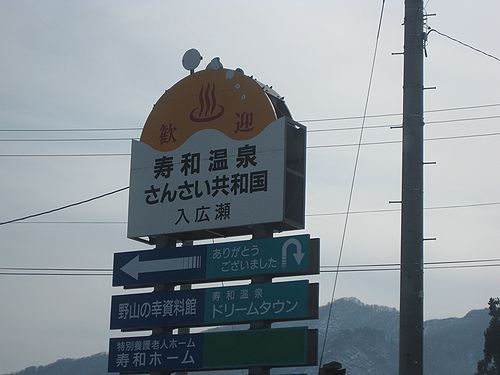 歓迎
寿和温泉
さんさい共和国
入広瀬
ありがとう
ございました
野山の幸資料館
寿和温泉
ドリームタウン
特別養護老人ホーム
寿和ホーム